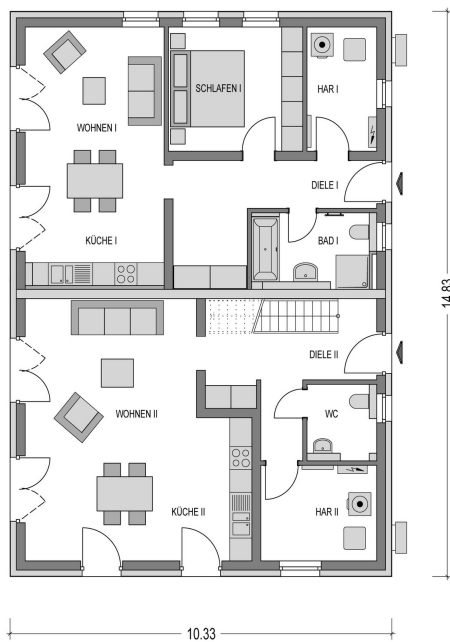 SCHLAFEN I
HAR I
WOHNEN I
DIELE I
KÜCHE I
BAD I
14.83
DIELE II
WOHNEN II
WC
KÜCHE II
HAR II
10.33